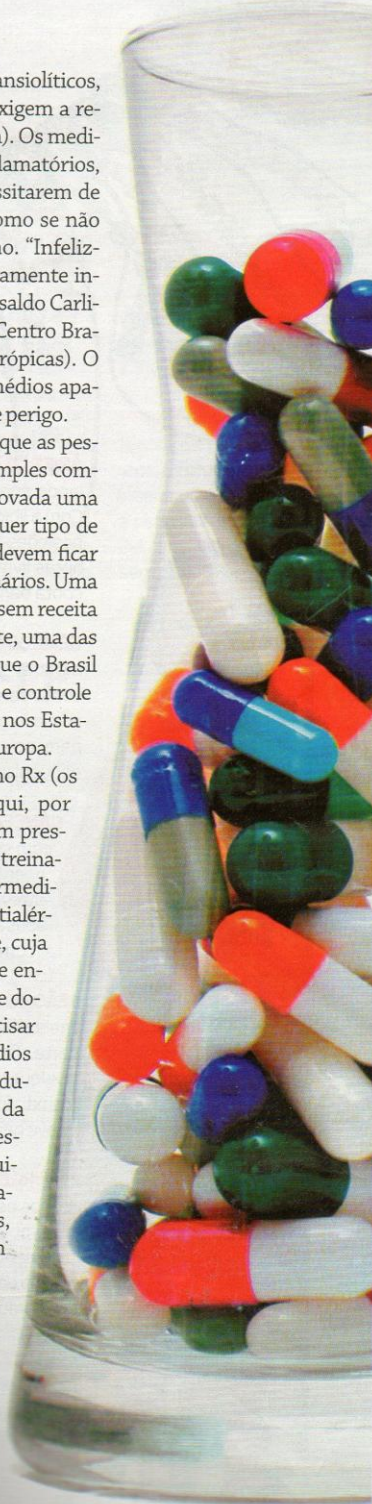 ansiolíticos,
xigem a re-
). Os medi-
lamatórios,
ssitarem de
omo se não
no. “Infeliz-
amente in-
saldo Carli-
Centro Bra-
rópicas). O
nédios apa-
e perigo.
que as pes-
mples com-
ovada uma
uer tipo de
devem ficar
ários. Uma
sem receita
te, uma das
ue o Brasil
e controle
nos Esta-
uropa.
no Rx (os
qui, por
m pres-
treina-
rmedi-
tialér-
e, cuja
e en-
e do-
tisar
dios
du-
da
es-
ui-
a-
s,